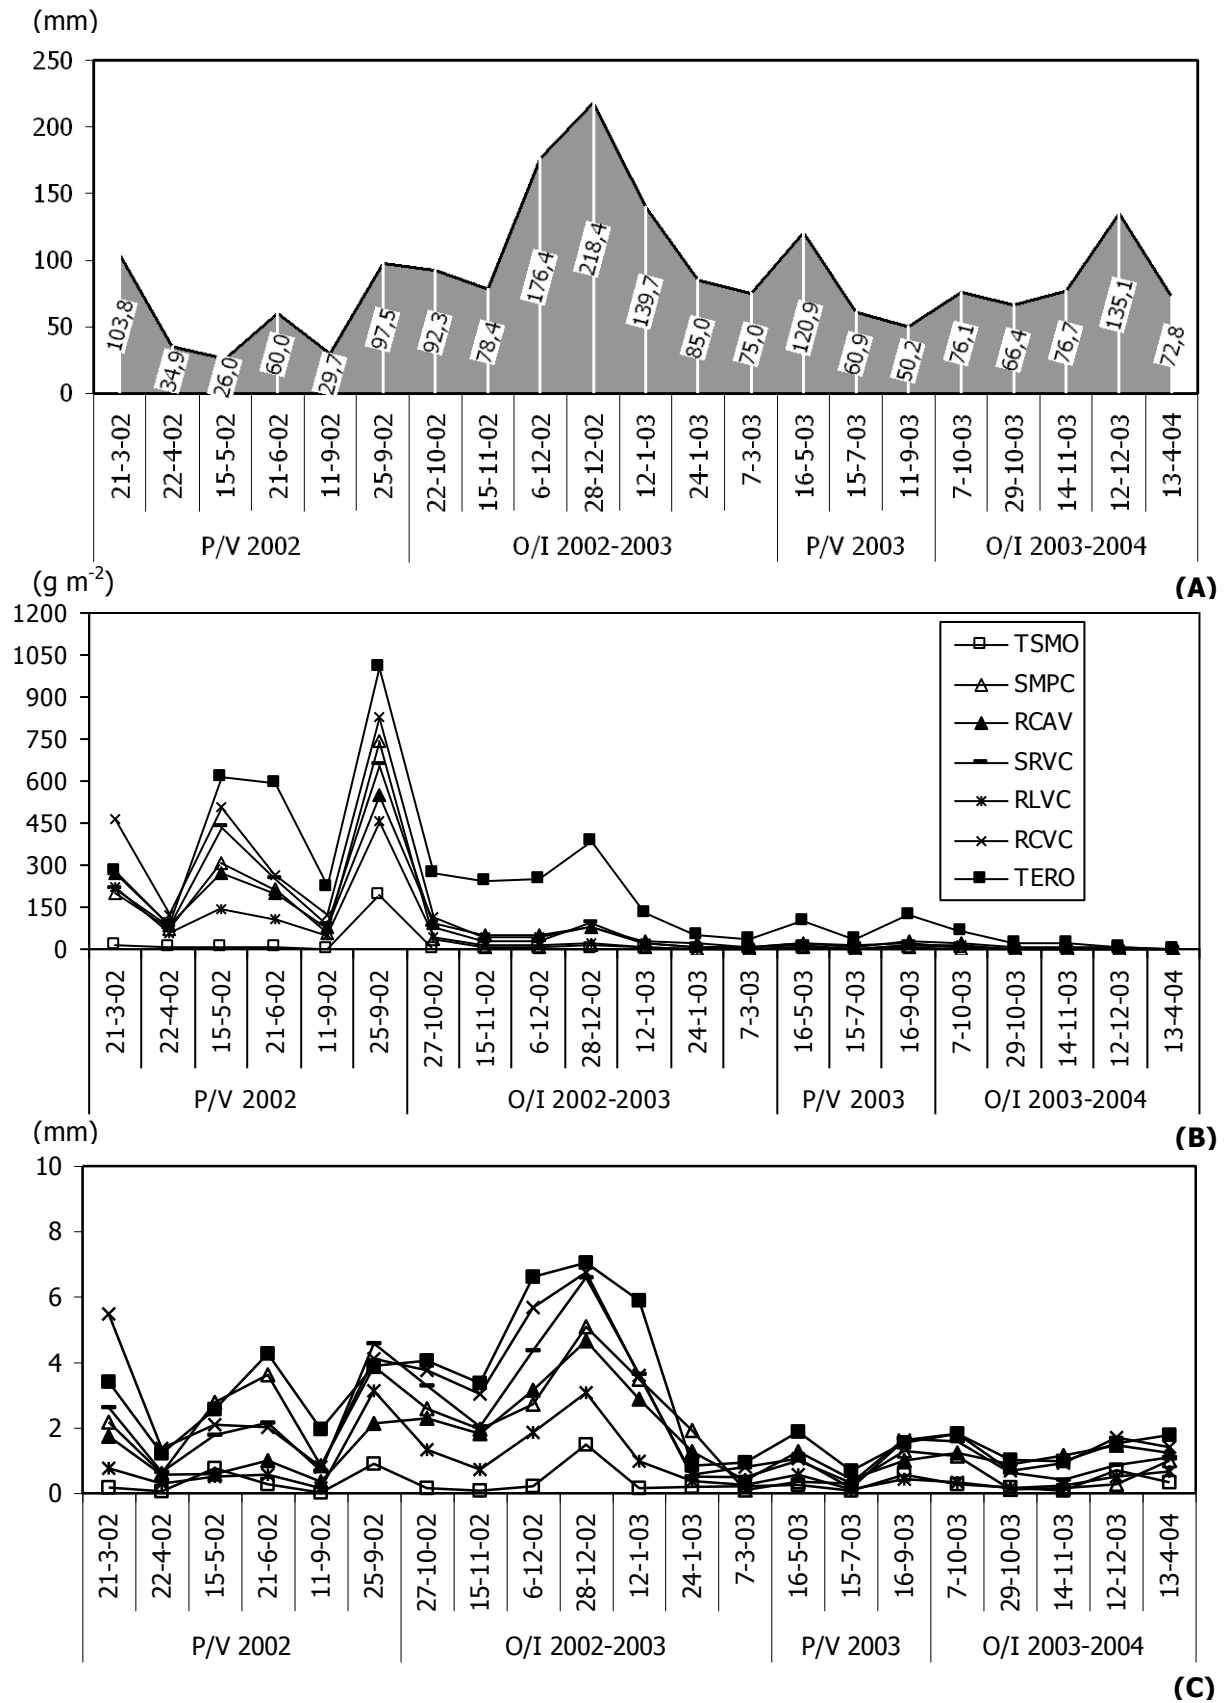 (mm)
250
200
150
100
50
0
103,8 34,9 26,0 60,0 29,7 97,5 92,3 78,4 176,4 218,4 139,7 85,0 75,0 120,9 60,9 50,2 76,1 66,4 76,7 135,1 72,8
21-3-02 22-4-02 15-5-02 21-6-02 11-9-02 25-9-02 22-10-02 15-11-02 6-12-02 28-12-02 12-1-03 24-1-03 7-3-03 16-5-03 15-7-03 11-9-03 7-10-03 29-10-03 14-11-03 12-12-03 13-4-04
P/V 2002 O/I 2002-2003 P/V 2003 O/I 2003-2004
(A)
(g m-2)
1200
1050
900
750
600
450
300
150
0
TSMO
SMPC
RCAV
SRVC
RLVC
RCVC
TERO
21-3-02 22-4-02 15-5-02 21-6-02 11-9-02 25-9-02 27-10-02 15-11-02 6-12-02 28-12-02 12-1-03 24-1-03 7-3-03 16-5-03 15-7-03 16-9-03 7-10-03 29-10-03 14-11-03 12-12-03 13-4-04
P/V 2002 O/I 2002-2003 P/V 2003 O/I 2003-2004
(B)
(mm)
10
8
6
4
2
0
21-3-02 22-4-02 15-5-02 21-6-02 11-9-02 25-9-02 27-10-02 15-11-02 6-12-02 28-12-02 12-1-03 24-1-03 7-3-03 16-5-03 15-7-03 16-9-03 7-10-03 29-10-03 14-11-03 12-12-03 13-4-04
P/V 2002 O/I 2002-2003 P/V 2003 O/I 2003-2004
(C)